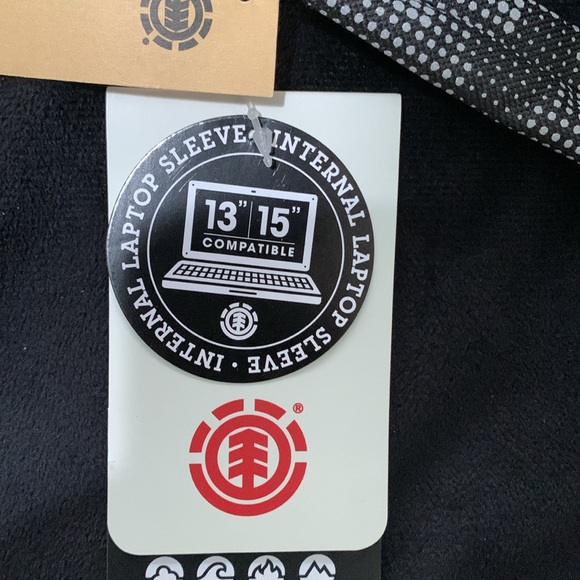 INTERNAL LAPTOP SLEEVE • INTERNAL LAPTOP SLEEVE •
13" 15"
COMPATIBLE
®